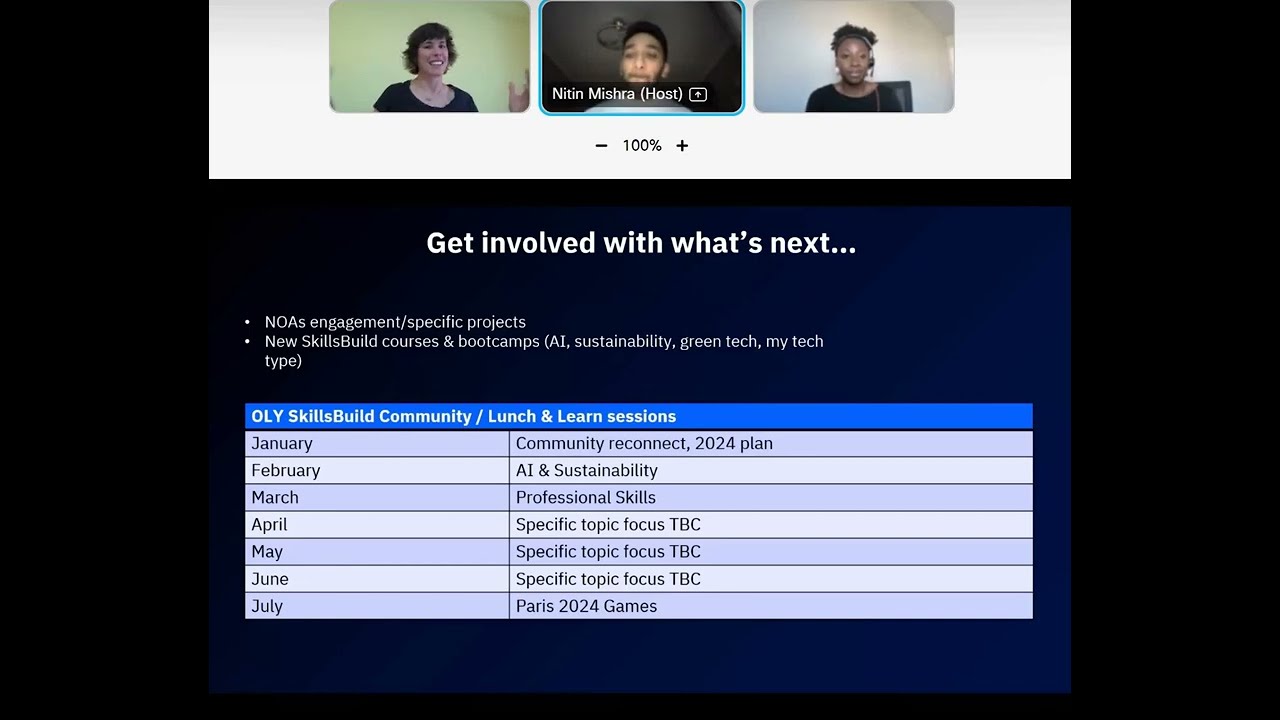 Nitin Mishra (Host)
− 100% +
Get involved with what’s next...
• NOAs engagement/specific projects
• New SkillsBuild courses & bootcamps (AI, sustainability, green tech, my tech
type)
OLY SkillsBuild Community / Lunch & Learn sessions
January Community reconnect, 2024 plan
February AI & Sustainability
March Professional Skills
April Specific topic focus TBC
May Specific topic focus TBC
June Specific topic focus TBC
July Paris 2024 Games